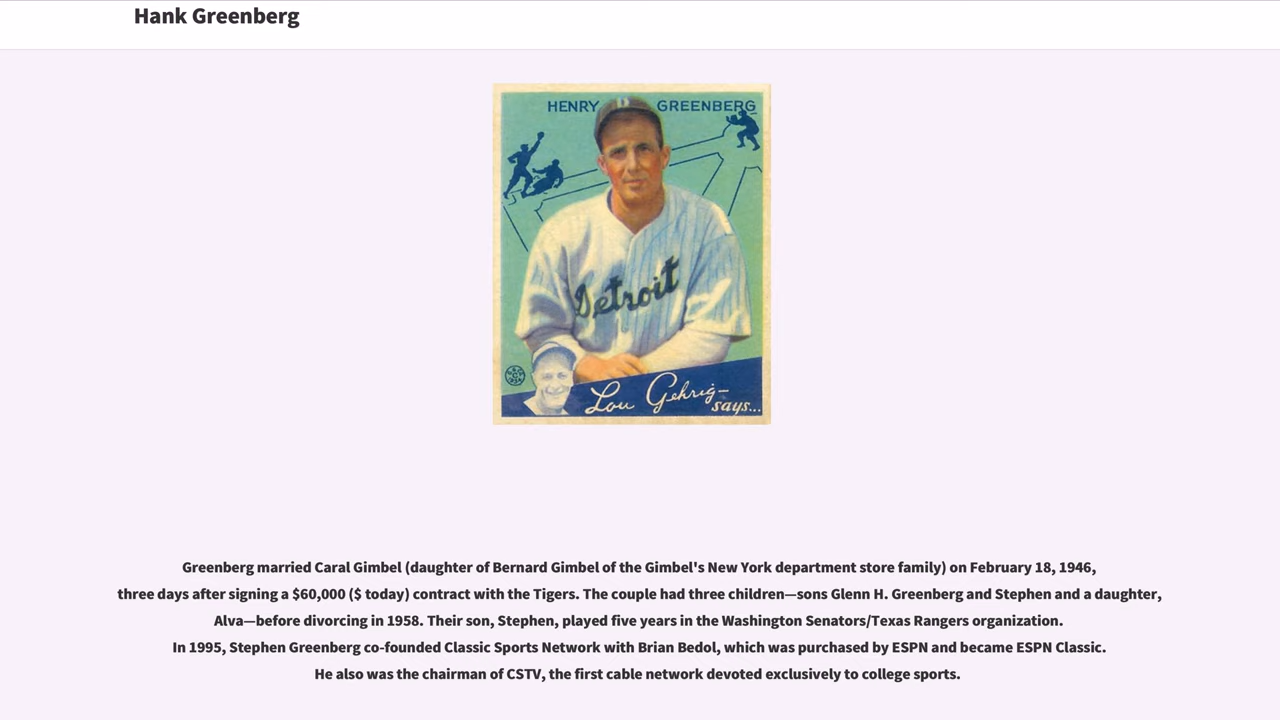 Hank Greenberg
HENRY GREENBERG
Detroit
Lou Gehrig—
says...
Greenberg married Caral Gimbel (daughter of Bernard Gimbel of the Gimbel's New York department store family) on February 18, 1946,
three days after signing a $60,000 ($ today) contract with the Tigers. The couple had three children—sons Glenn H. Greenberg and Stephen and a daughter,
Alva—before divorcing in 1958. Their son, Stephen, played five years in the Washington Senators/Texas Rangers organization.
In 1995, Stephen Greenberg co-founded Classic Sports Network with Brian Bedol, which was purchased by ESPN and became ESPN Classic.
He also was the chairman of CSTV, the first cable network devoted exclusively to college sports.